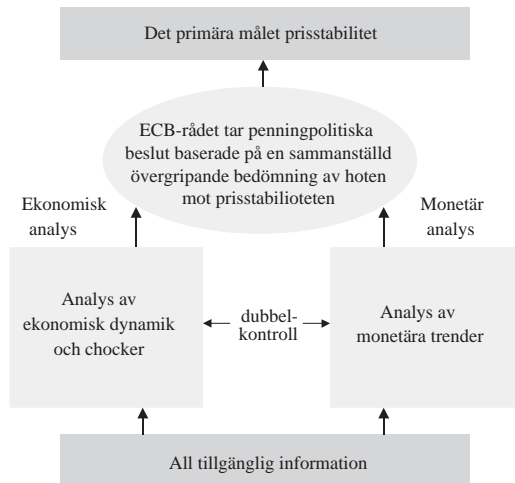 Det primära målet prisstabilitet
ECB-rådet tar penningpolitiska
beslut baserade på en sammanställd
övergripande bedömning av hoten
mot prisstabilioteten
Ekonomisk
analys
Monetär
analys
Analys av
ekonomisk dynamik
och chocker
dubbel-
kontroll
Analys av
monetära trender
All tillgänglig information